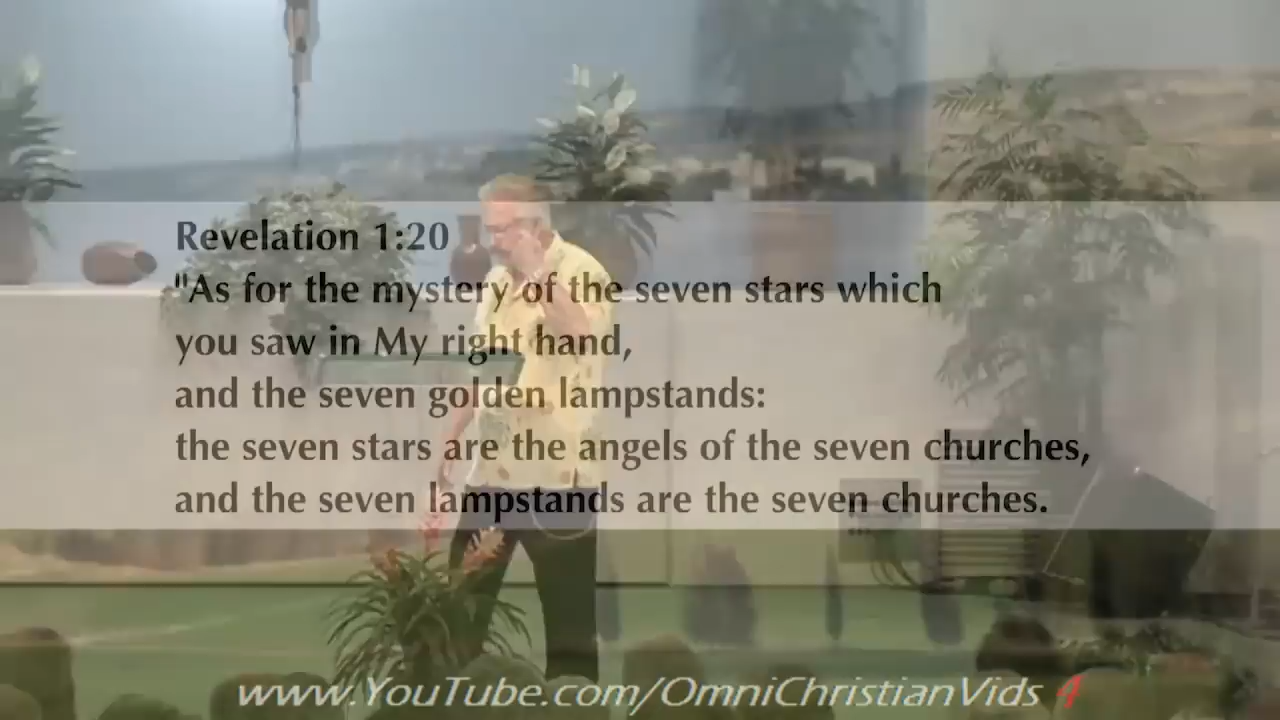 Revelation 1:20
"As for the mystery of the seven stars which
you saw in My right hand,
and the seven golden lampstands:
the seven stars are the angels of the seven churches,
and the seven lampstands are the seven churches.
www.YouTube.com/OmniChristianVids 4